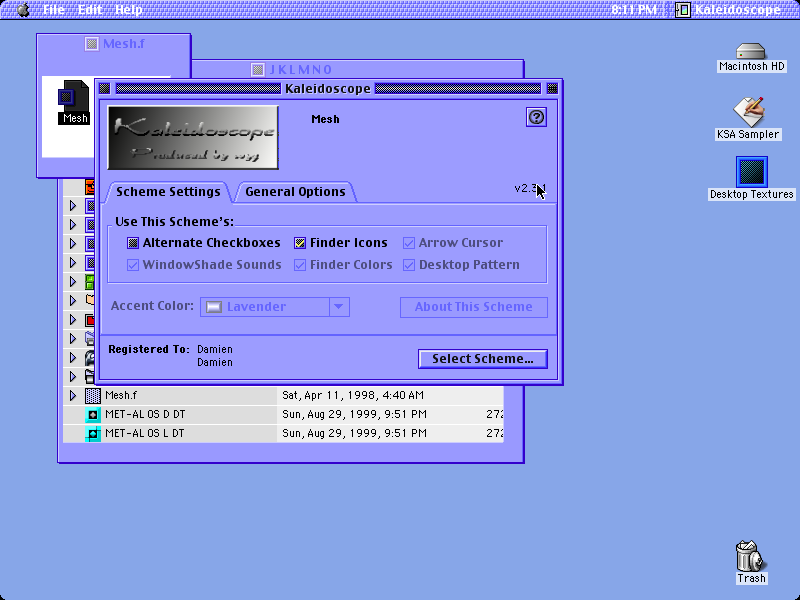 File Edit Help 8:11 PM Kaleidoscope
Mesh.f
JKLMNO
Macintosh HD
Kaleidoscope
Mesh
Kaleidoscope
Produced by wyg
Mesh
KSA Sampler
Scheme Settings General Options
Desktop Textures
Use This Scheme's:
Alternate Checkboxes Finder Icons Arrow Cursor
WindowShade Sounds Finder Colors Desktop Pattern
Accent Color: Lavender About This Scheme
Registered To: Damien
Damien
Select Scheme...
Mesh.f Sat, Apr 11, 1998, 4:40 AM
MET-AL OS D DT Sun, Aug 29, 1999, 9:51 PM 272
MET-AL OS L DT Sun, Aug 29, 1999, 9:51 PM 272
Trash